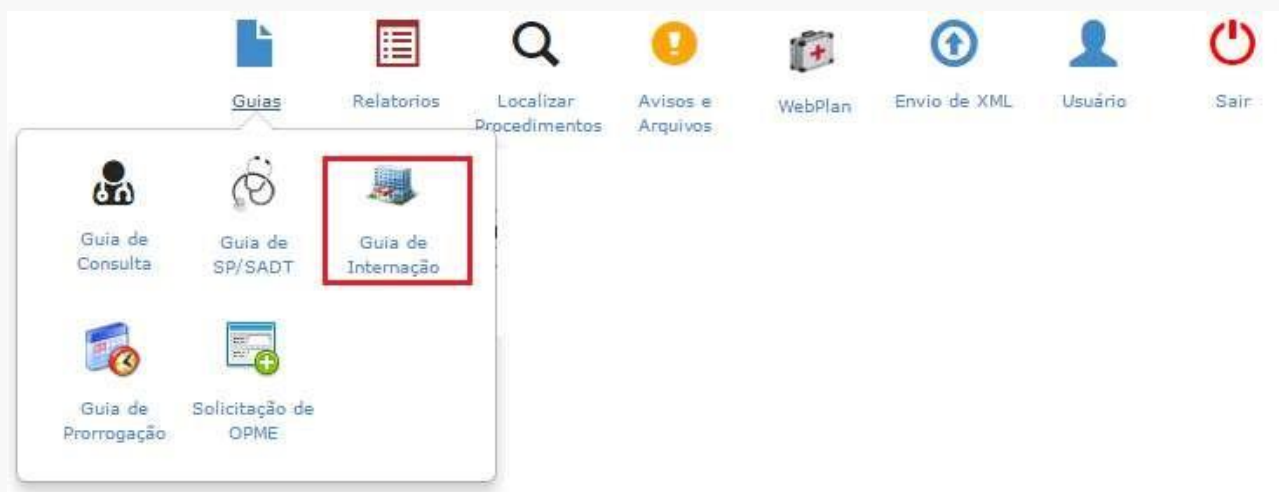 Guias
Relatorios
Localizar
Procedimentos
Avisos e
Arquivos
WebPlan
Envio de XML
Usuário
Sair
Guia de
Consulta
Guia de
SP/SADT
Guia de
Internação
Guia de
Prorrogação
Solicitação de
OPME